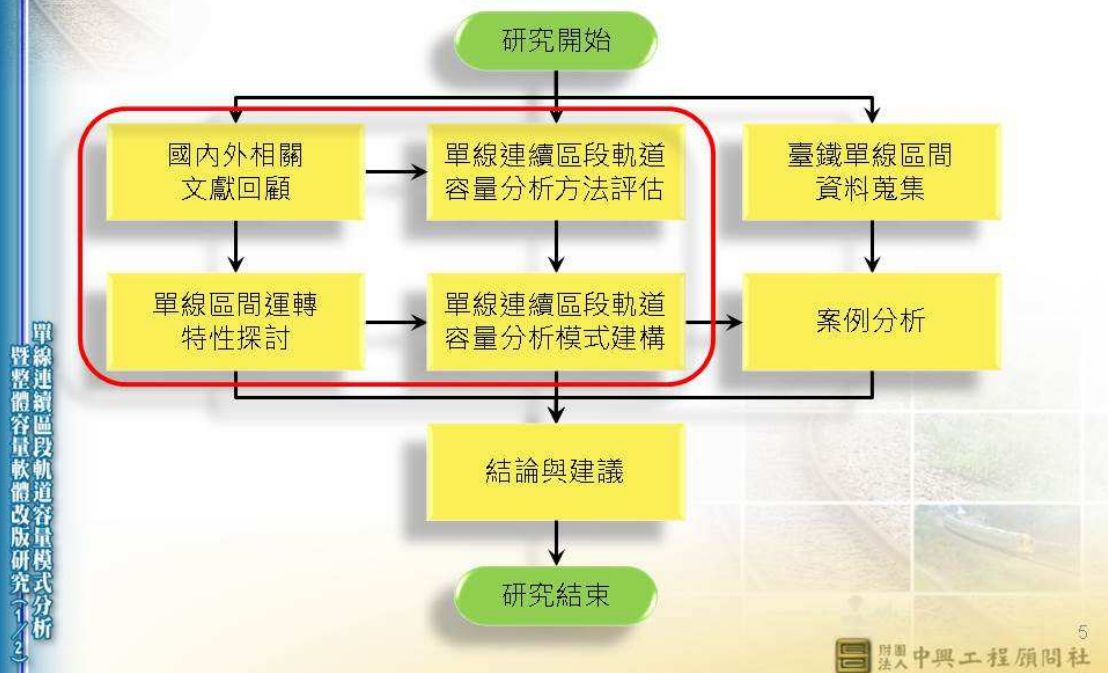 研究開始
國內外相關
文獻回顧
單線連續區段軌道
容量分析方法評估
臺鐵單線區間
資料蒐集
單線區間運轉
特性探討
單線連續區段軌道
容量分析模式建構
案例分析
結論與建議
研究結束
單線連續區段軌道容量模式分析
暨整體容量軟體改版研究(1/2)
5
財團法人中興工程顧問社